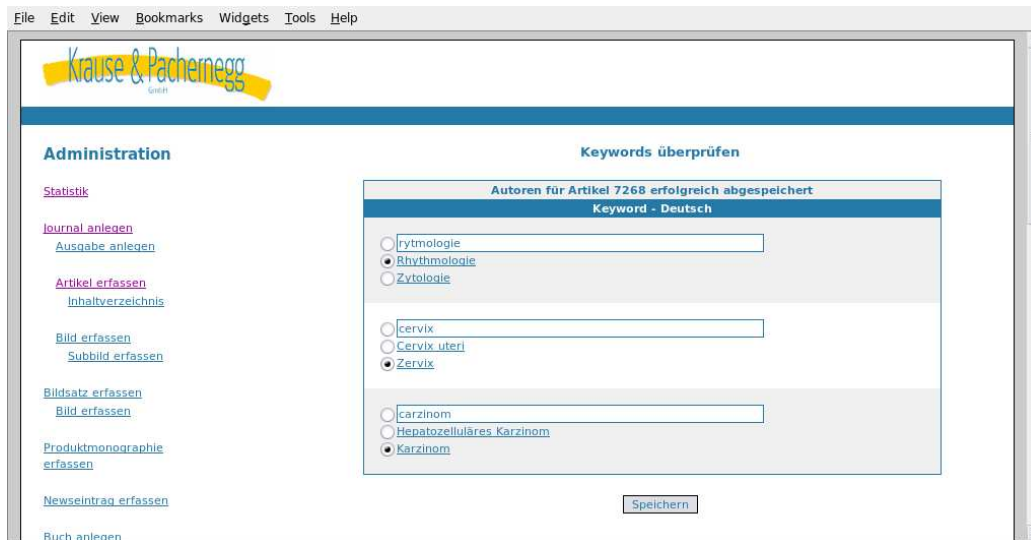 File Edit View Bookmarks Widgets Tools Help
Krause & Pachernegg
GmbH
Administration
Statistik
Journal anlegen
Ausgabe anlegen
Artikel erfassen
Inhaltverzeichnis
Bild erfassen
Subbild erfassen
Bildsatz erfassen
Bild erfassen
Produktmonographie
erfassen
Newseintrag erfassen
Buch anlegen
Keywords überprüfen
Autoren für Artikel 7268 erfolgreich abgespeichert
Keyword - Deutsch
rytmologie
Rhythmologie
Zytologie
cervix
Cervix uteri
Zervix
carzinom
Hepatozelluläres Karzinom
Karzinom
Speichern